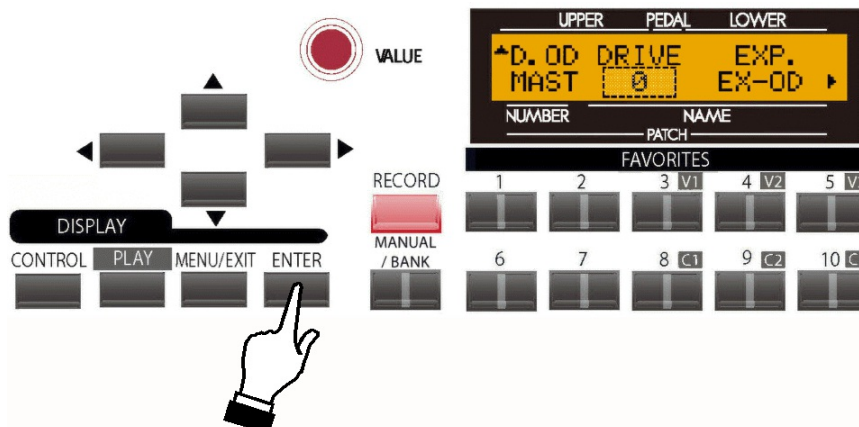 UPPER PEDAL LOWER
VALUE
D. OD DRIVE EXP.
MAST 0 EX-OD
NUMBER NAME
PATCH
FAVORITES
RECORD
1 2 3 V1 4 V2 5
DISPLAY
MANUAL
/ BANK
CONTROL PLAY MENU/EXIT ENTER
6 7 8 C1 9 C2 10